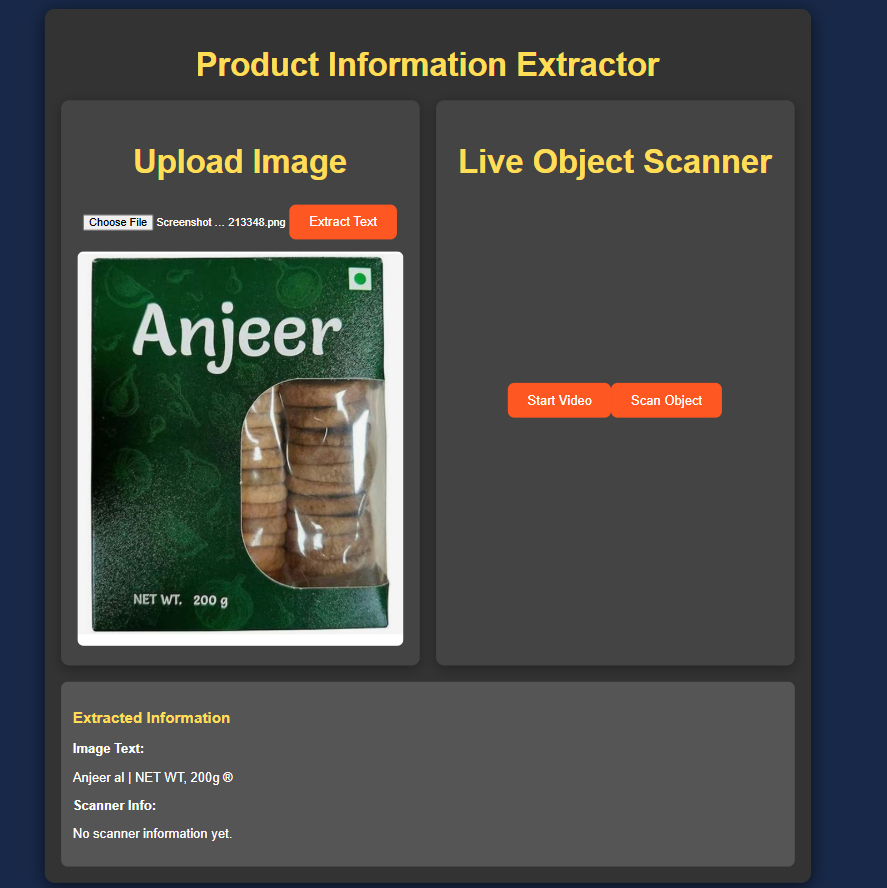 Product Information Extractor
Upload Image
Choose File Screenshot ... 213348.png Extract Text
Anjeer
NET WT. 200 g
Live Object Scanner
Start Video Scan Object
Extracted Information
Image Text:
Anjeer al | NET WT, 200g ®
Scanner Info:
No scanner information yet.